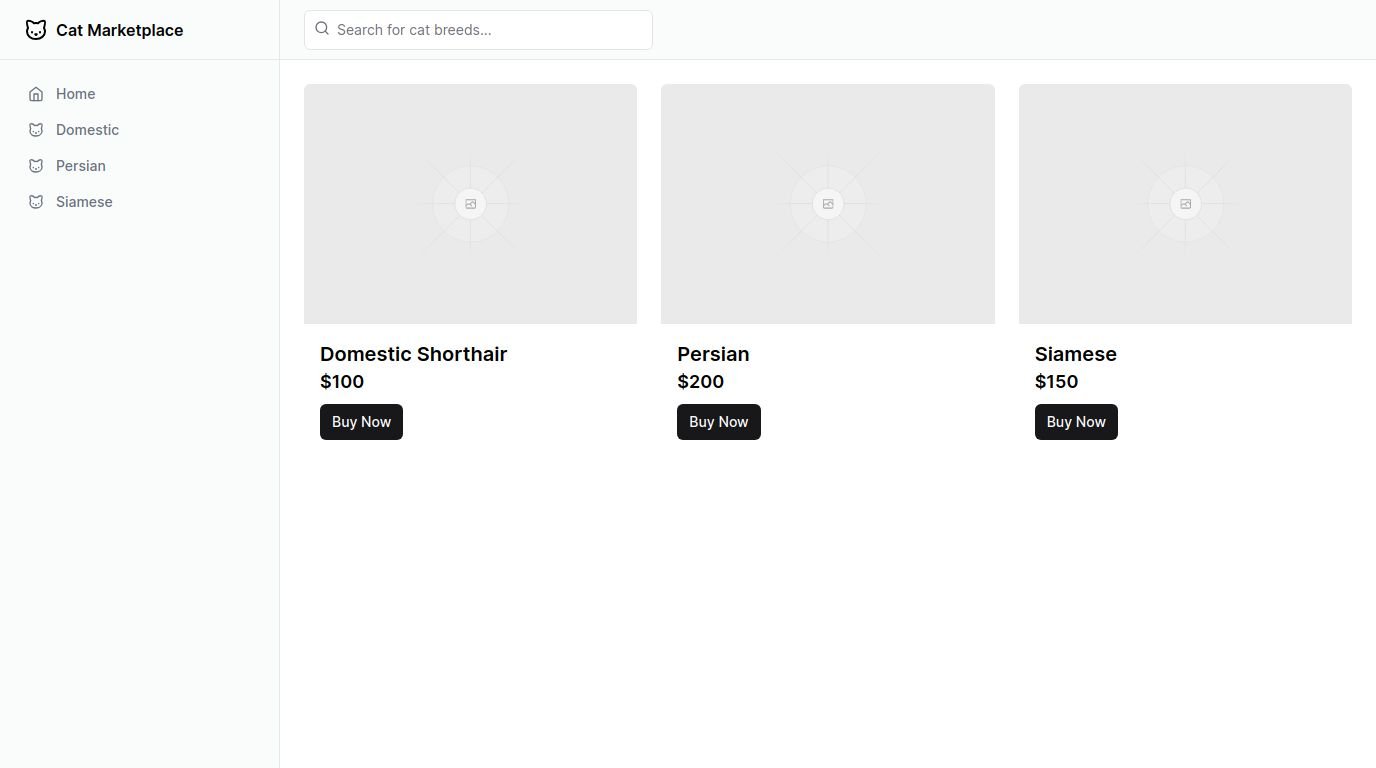 Cat Marketplace
Search for cat breeds...
Home
Domestic
Persian
Siamese
Domestic Shorthair
$100
Buy Now
Persian
$200
Buy Now
Siamese
$150
Buy Now